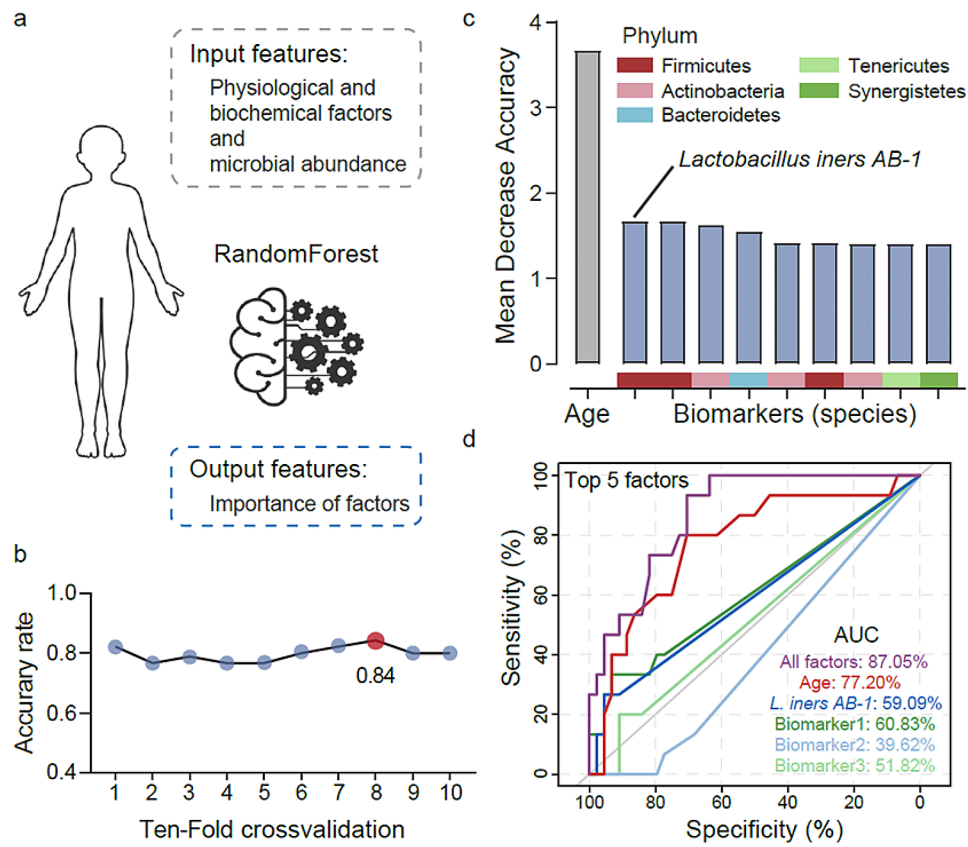 a
Input features:
Physiological and
biochemical factors
and
microbial abundance
RandomForest
Output features:
Importance of factors
b
1.0
0.8
0.6
0.4
Accurary rate
0.84
1 2 3 4 5 6 7 8 9 10
Ten-Fold crossvalidation
c
4
3
2
1
0
Mean Decrease Accuracy
Phylum
Firmicutes
Actinobacteria
Bacteroidetes
Tenericutes
Synergistetes
Lactobacillus iners AB-1
Age
Biomarkers (species)
d
Top 5 factors
100
80
60
40
20
0
Sensitivity (%)
AUC
All factors: 87.05%
Age: 77.20%
L. iners AB-1: 59.09%
Biomarker1: 60.83%
Biomarker2: 39.62%
Biomarker3: 51.82%
100 80 60 40 20 0
Specificity (%)